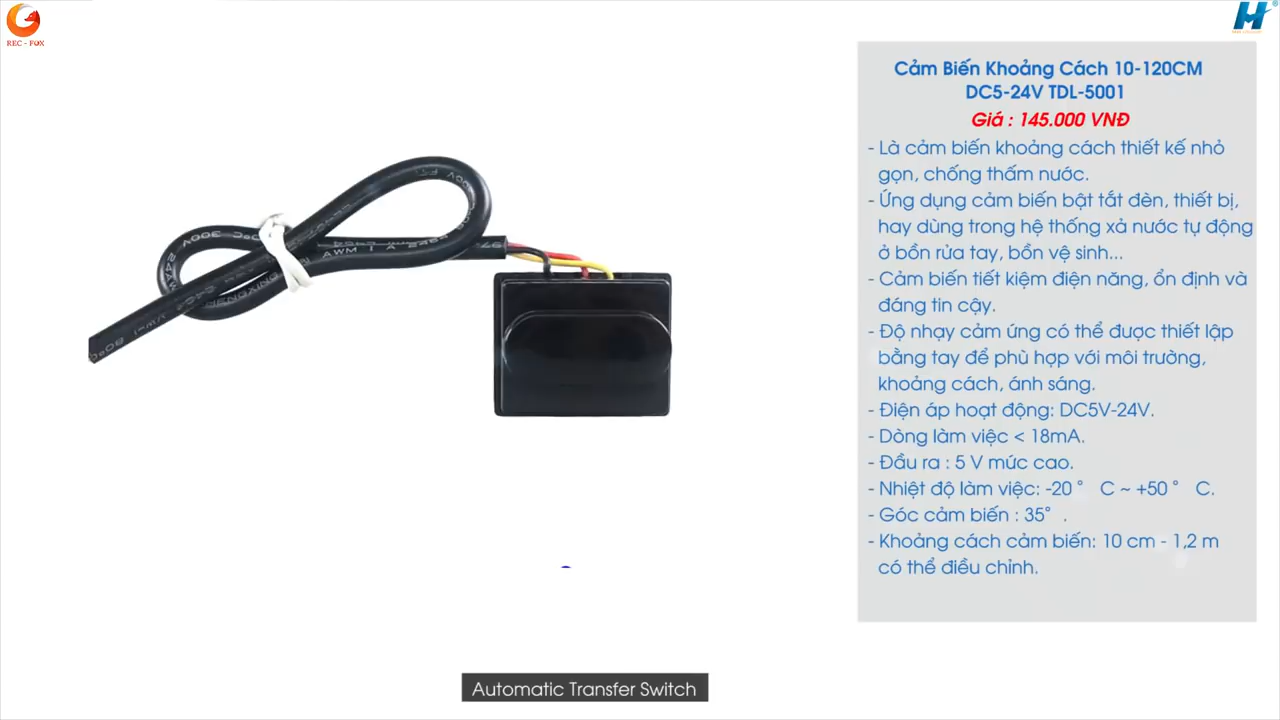 REC - FOX
Cảm Biến Khoảng Cách 10-120CM
DC5-24V TDL-5001
Giá : 145.000 VNĐ
- Là cảm biến khoảng cách thiết kế nhỏ
gọn, chống thấm nước.
- Ứng dụng cảm biến bật tắt đèn, thiết bị,
hay dùng trong hệ thống xả nước tự động
ở bồn rửa tay, bồn vệ sinh...
- Cảm biến tiết kiệm điện năng, ổn định và
đáng tin cậy.
- Độ nhạy cảm ứng có thể được thiết lập
bằng tay để phù hợp với môi trường,
khoảng cách, ánh sáng.
- Điện áp hoạt động: DC5V-24V.
- Dòng làm việc < 18mA.
- Đầu ra : 5 V mức cao.
- Nhiệt độ làm việc: -20 ° C ~ +50 ° C.
- Góc cảm biến : 35° .
- Khoảng cách cảm biến: 10 cm - 1,2 m
có thể điều chỉnh.
Automatic Transfer Switch